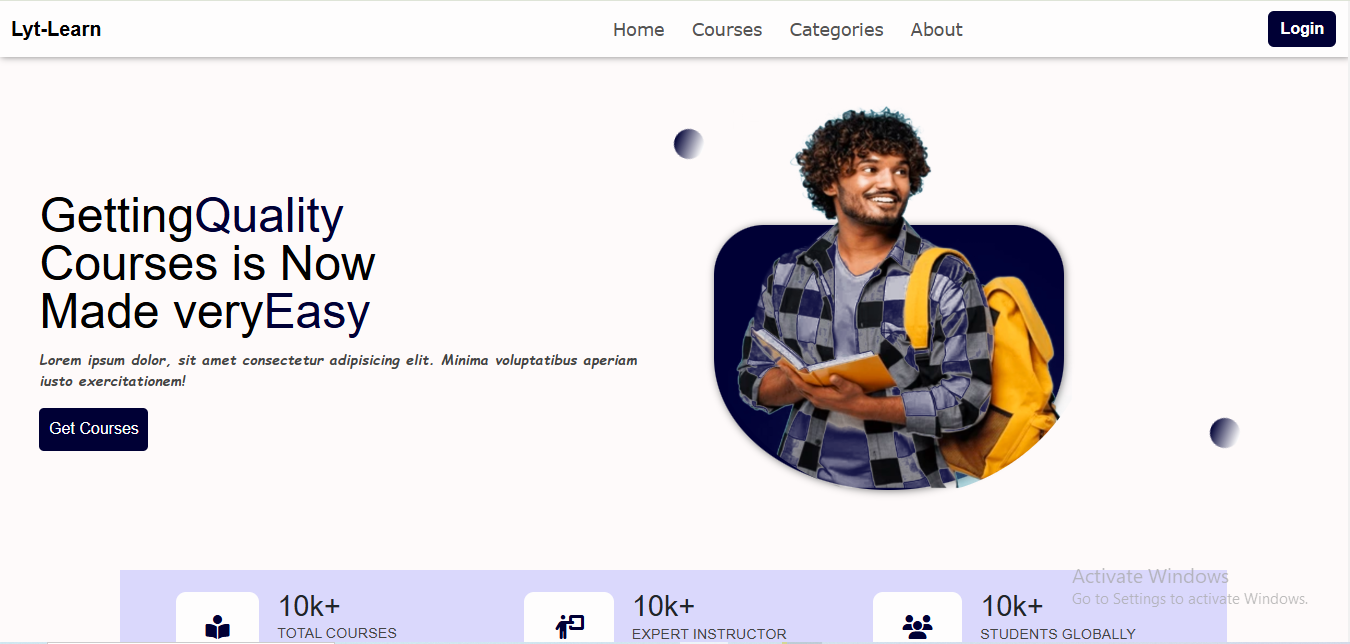 Lyt-Learn
Home Courses Categories About
Login
GettingQuality
Courses is Now
Made veryEasy
Lorem ipsum dolor, sit amet consectetur adipisicing elit. Minima voluptatibus aperiam
iusto exercitationem!
Get Courses
10k+
TOTAL COURSES
10k+
EXPERT INSTRUCTOR
10k+
STUDENTS GLOBALLY
Activate Windows
Go to Settings to activate Windows.